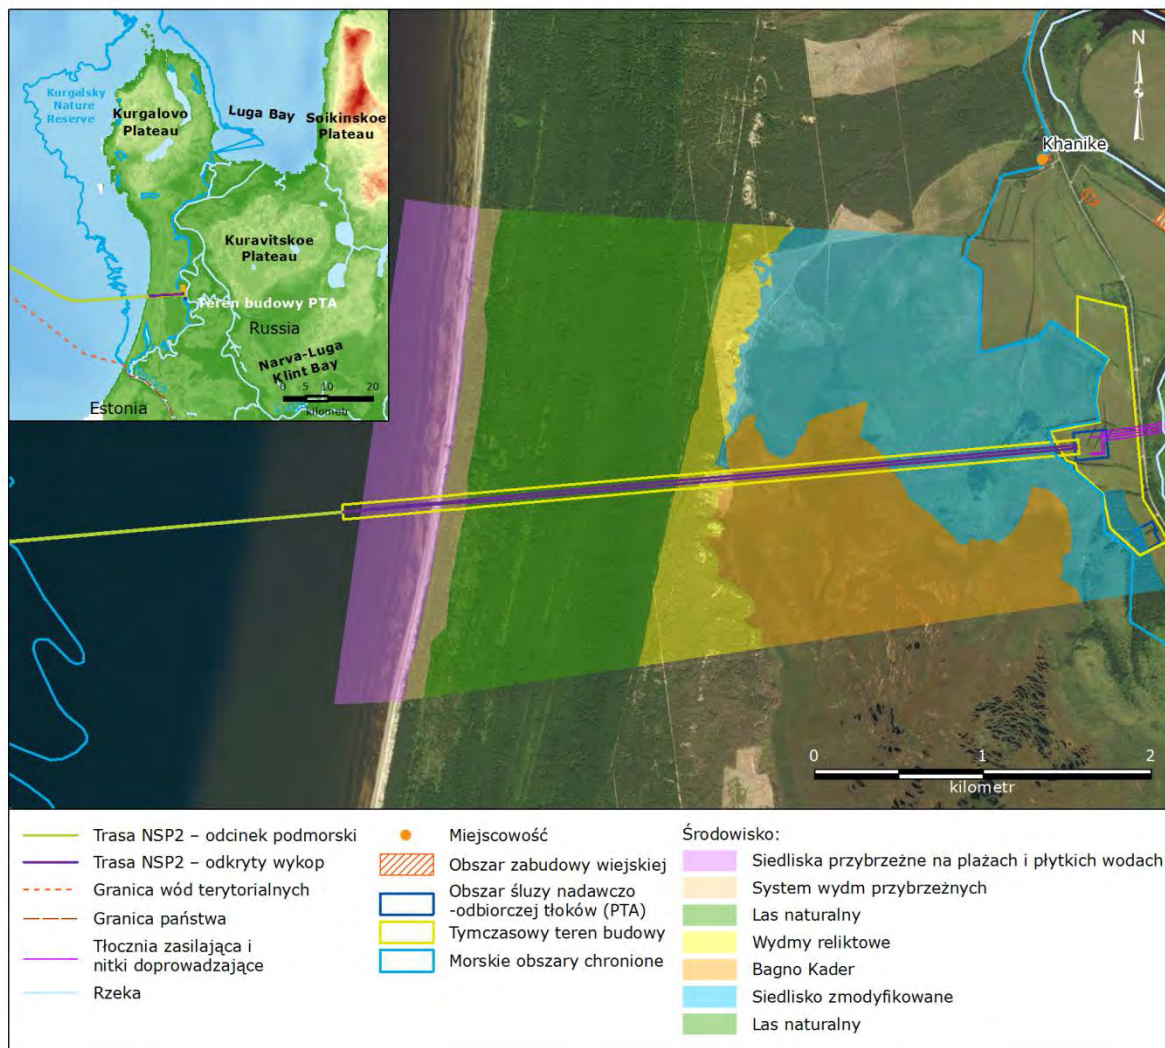 Kurgalsky
Nature
Reserve
Kurgalovo
Plateau
Luga Bay
Soikinskoe
Plateau
Kuravitskoe
Plateau
Teren budowy PTA
Russia
Narva-Luga
Klint Bay
Estonia
0 5 10 20
kilometr
N
Khanike
0 1 2
kilometr
Trasa NSP2 – odcinek podmorski
Trasa NSP2 – odkryty wykop
Granica wód terytorialnych
Granica państwa
Tłocznia zasilająca i
nitki doprowadzające
Rzeka
Miejscowość
Obszar zabudowy wiejskiej
Obszar śluzy nadawczo
-odbiorczej tłoków (PTA)
Tymczasowy teren budowy
Morskie obszary chronione
Środowisko:
Siedliska przybrzeżne na plażach i płytkich wodach
System wydm przybrzeżnych
Las naturalny
Wydmy reliktowe
Bagno Kader
Siedlisko zmodyfikowane
Las naturalny